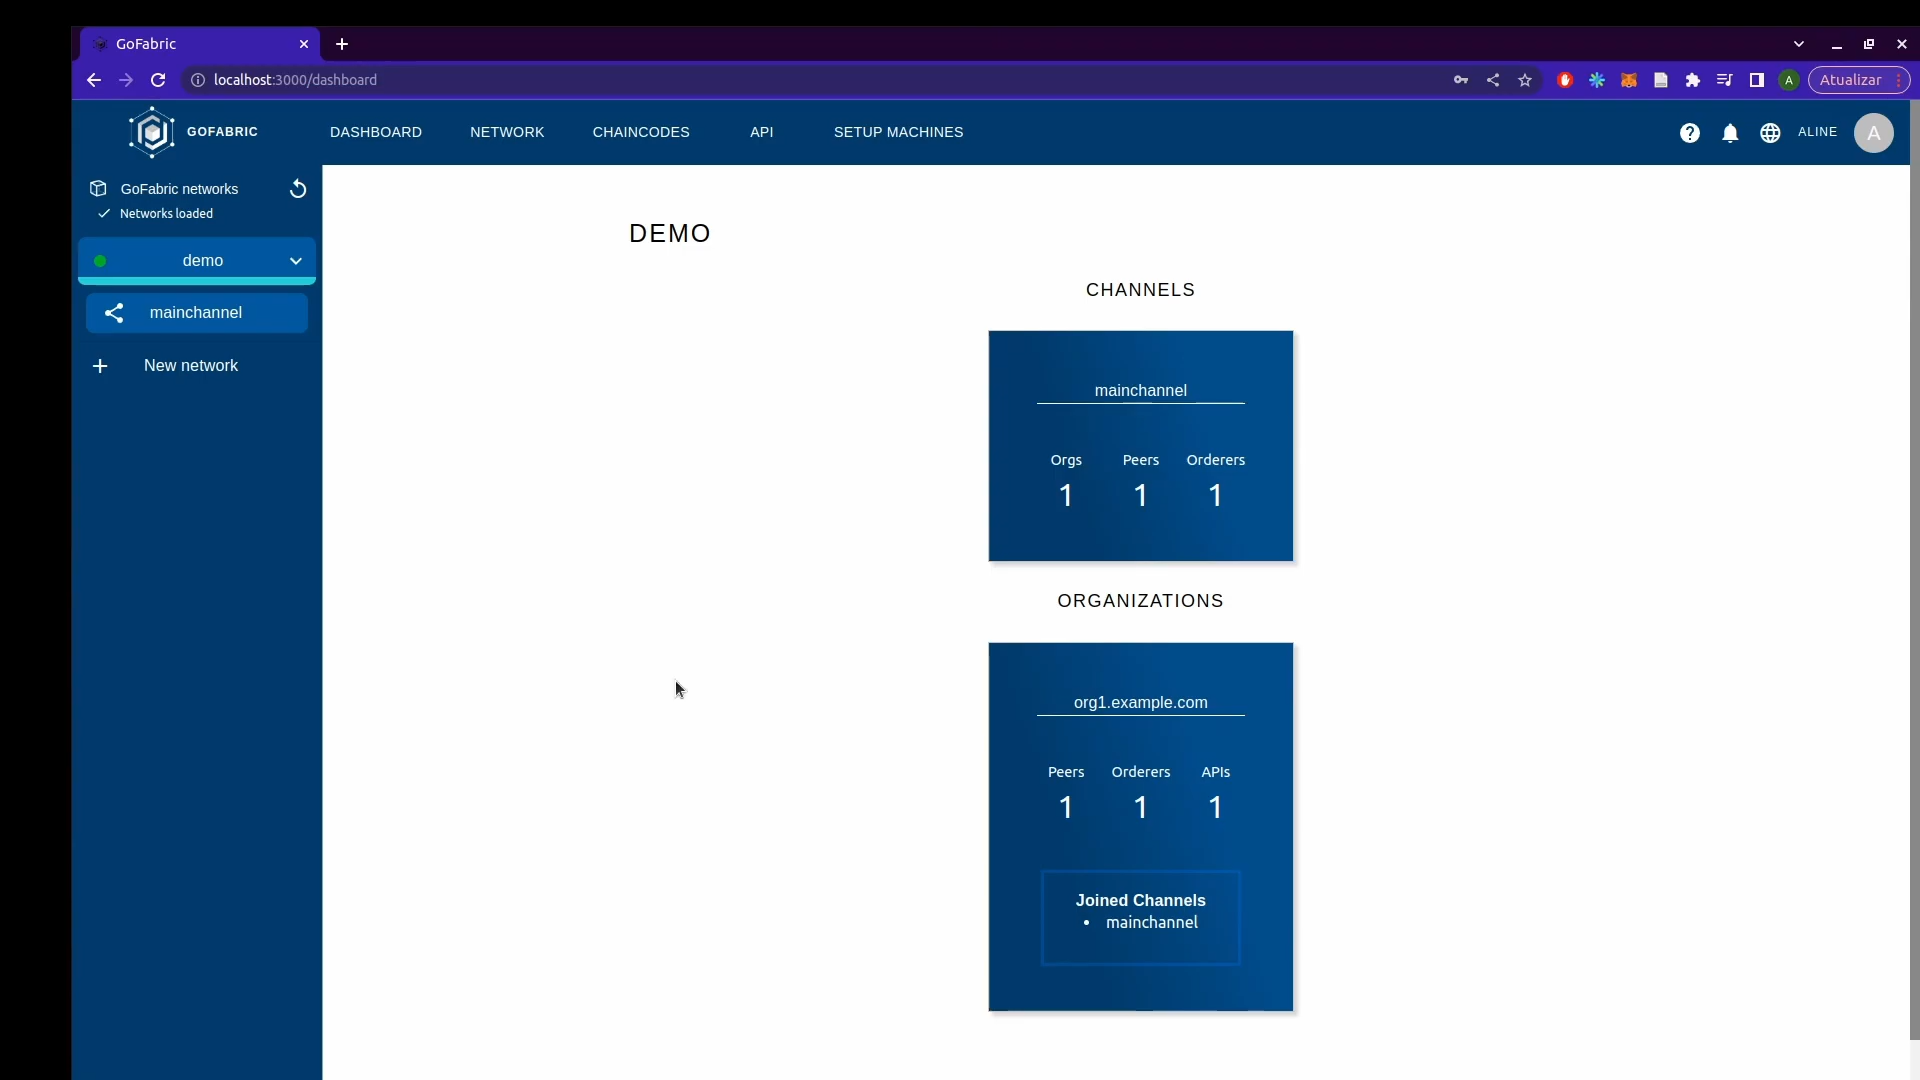 GoFabric
localhost:3000/dashboard
A
Atualizar
GOFABRIC
DASHBOARD
NETWORK
CHAINCODES
API
SETUP MACHINES
ALINE
A
GoFabric networks
Networks loaded
demo
mainchannel
New network
DEMO
CHANNELS
mainchannel
Orgs Peers Orderers
1 1 1
ORGANIZATIONS
org1.example.com
Peers Orderers APIs
1 1 1
Joined Channels
• mainchannel